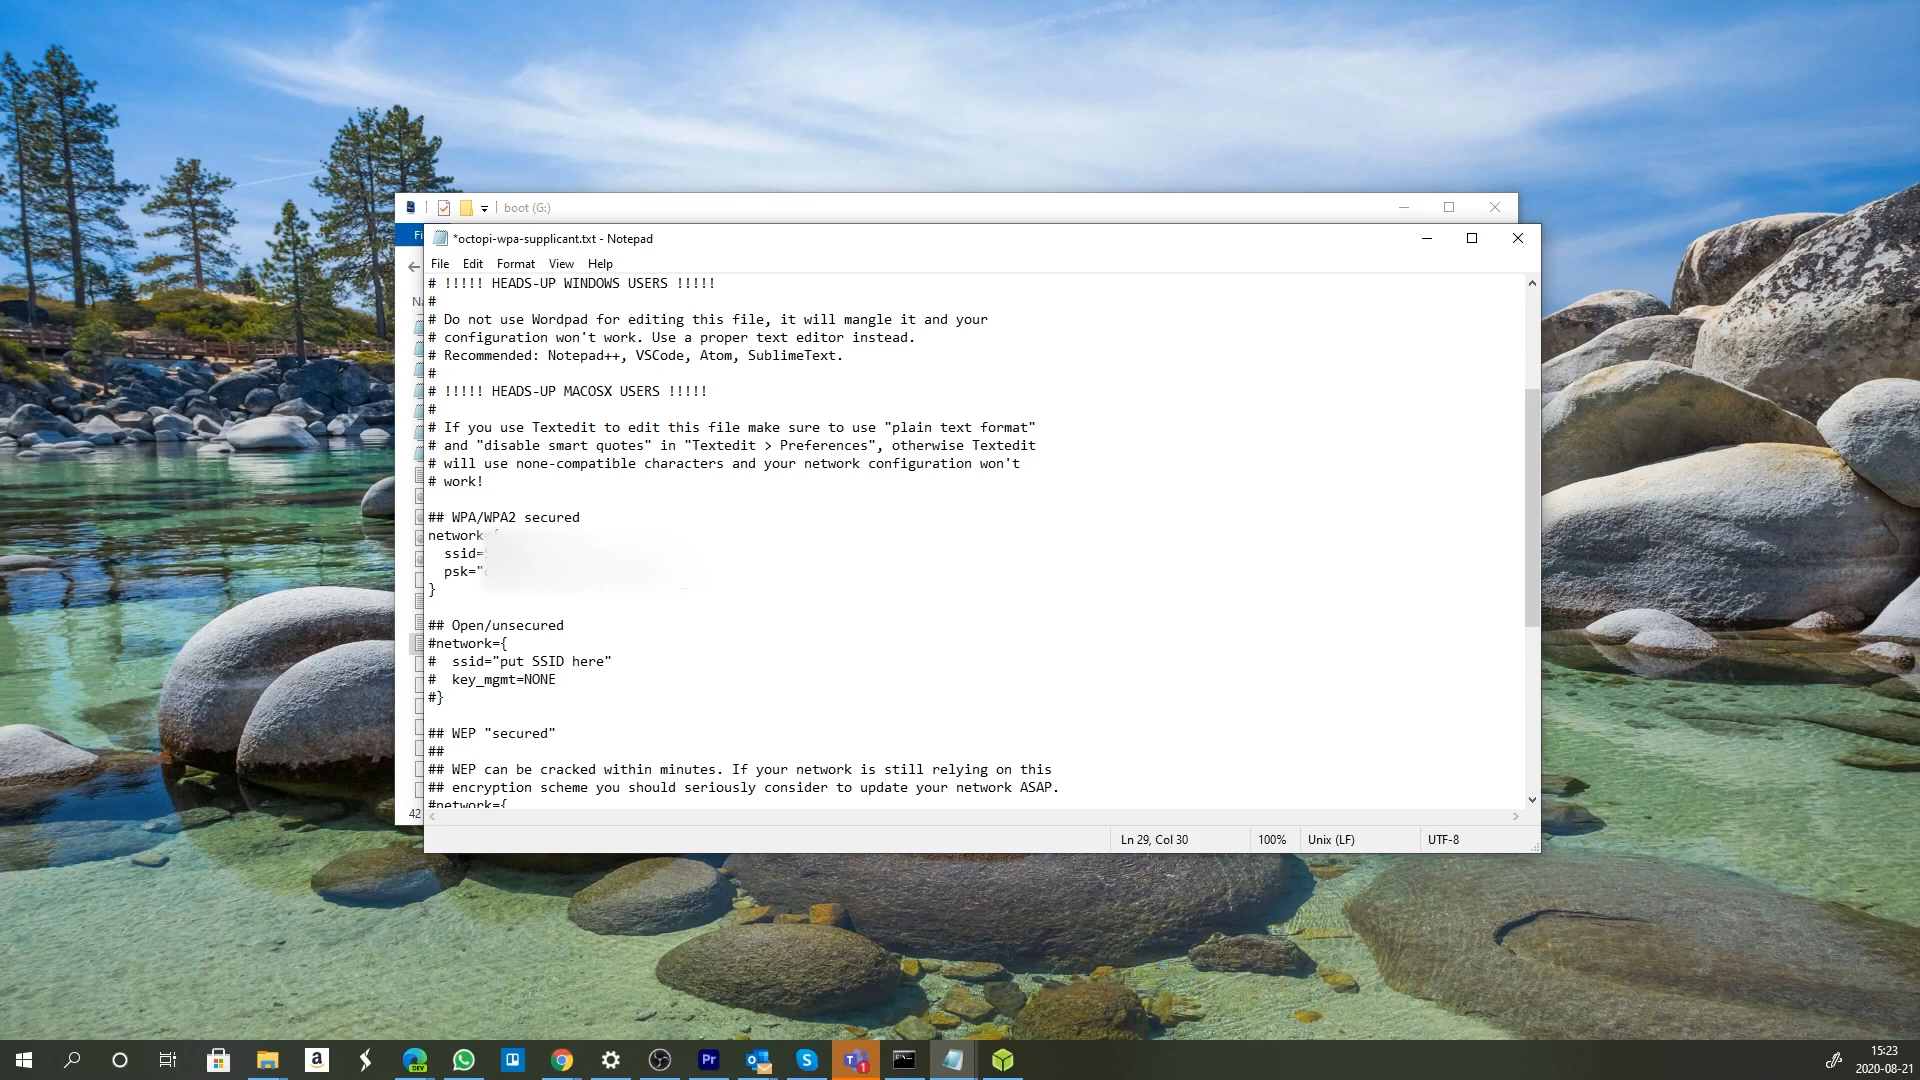 boot (G:)
Fi
*octopi-wpa-supplicant.txt - Notepad
File Edit Format View Help
# !!!!! HEADS-UP WINDOWS USERS !!!!!
#
# Do not use Wordpad for editing this file, it will mangle it and your
# configuration won't work. Use a proper text editor instead.
# Recommended: Notepad++, VSCode, Atom, SublimeText.
#
# !!!!! HEADS-UP MACOSX USERS !!!!!
#
# If you use Textedit to edit this file make sure to use "plain text format"
# and "disable smart quotes" in "Textedit > Preferences", otherwise Textedit
# will use none-compatible characters and your network configuration won't
# work!
## WPA/WPA2 secured
network={
ssid=
psk="
}
## Open/unsecured
#network={
#  ssid="put SSID here"
#  key_mgmt=NONE
#}
## WEP "secured"
##
## WEP can be cracked within minutes. If your network is still relying on this
## encryption scheme you should seriously consider to update your network ASAP.
#network={
42
Ln 29, Col 30 100% Unix (LF) UTF-8
a DEV Pr S 1
15:23
2020-08-21